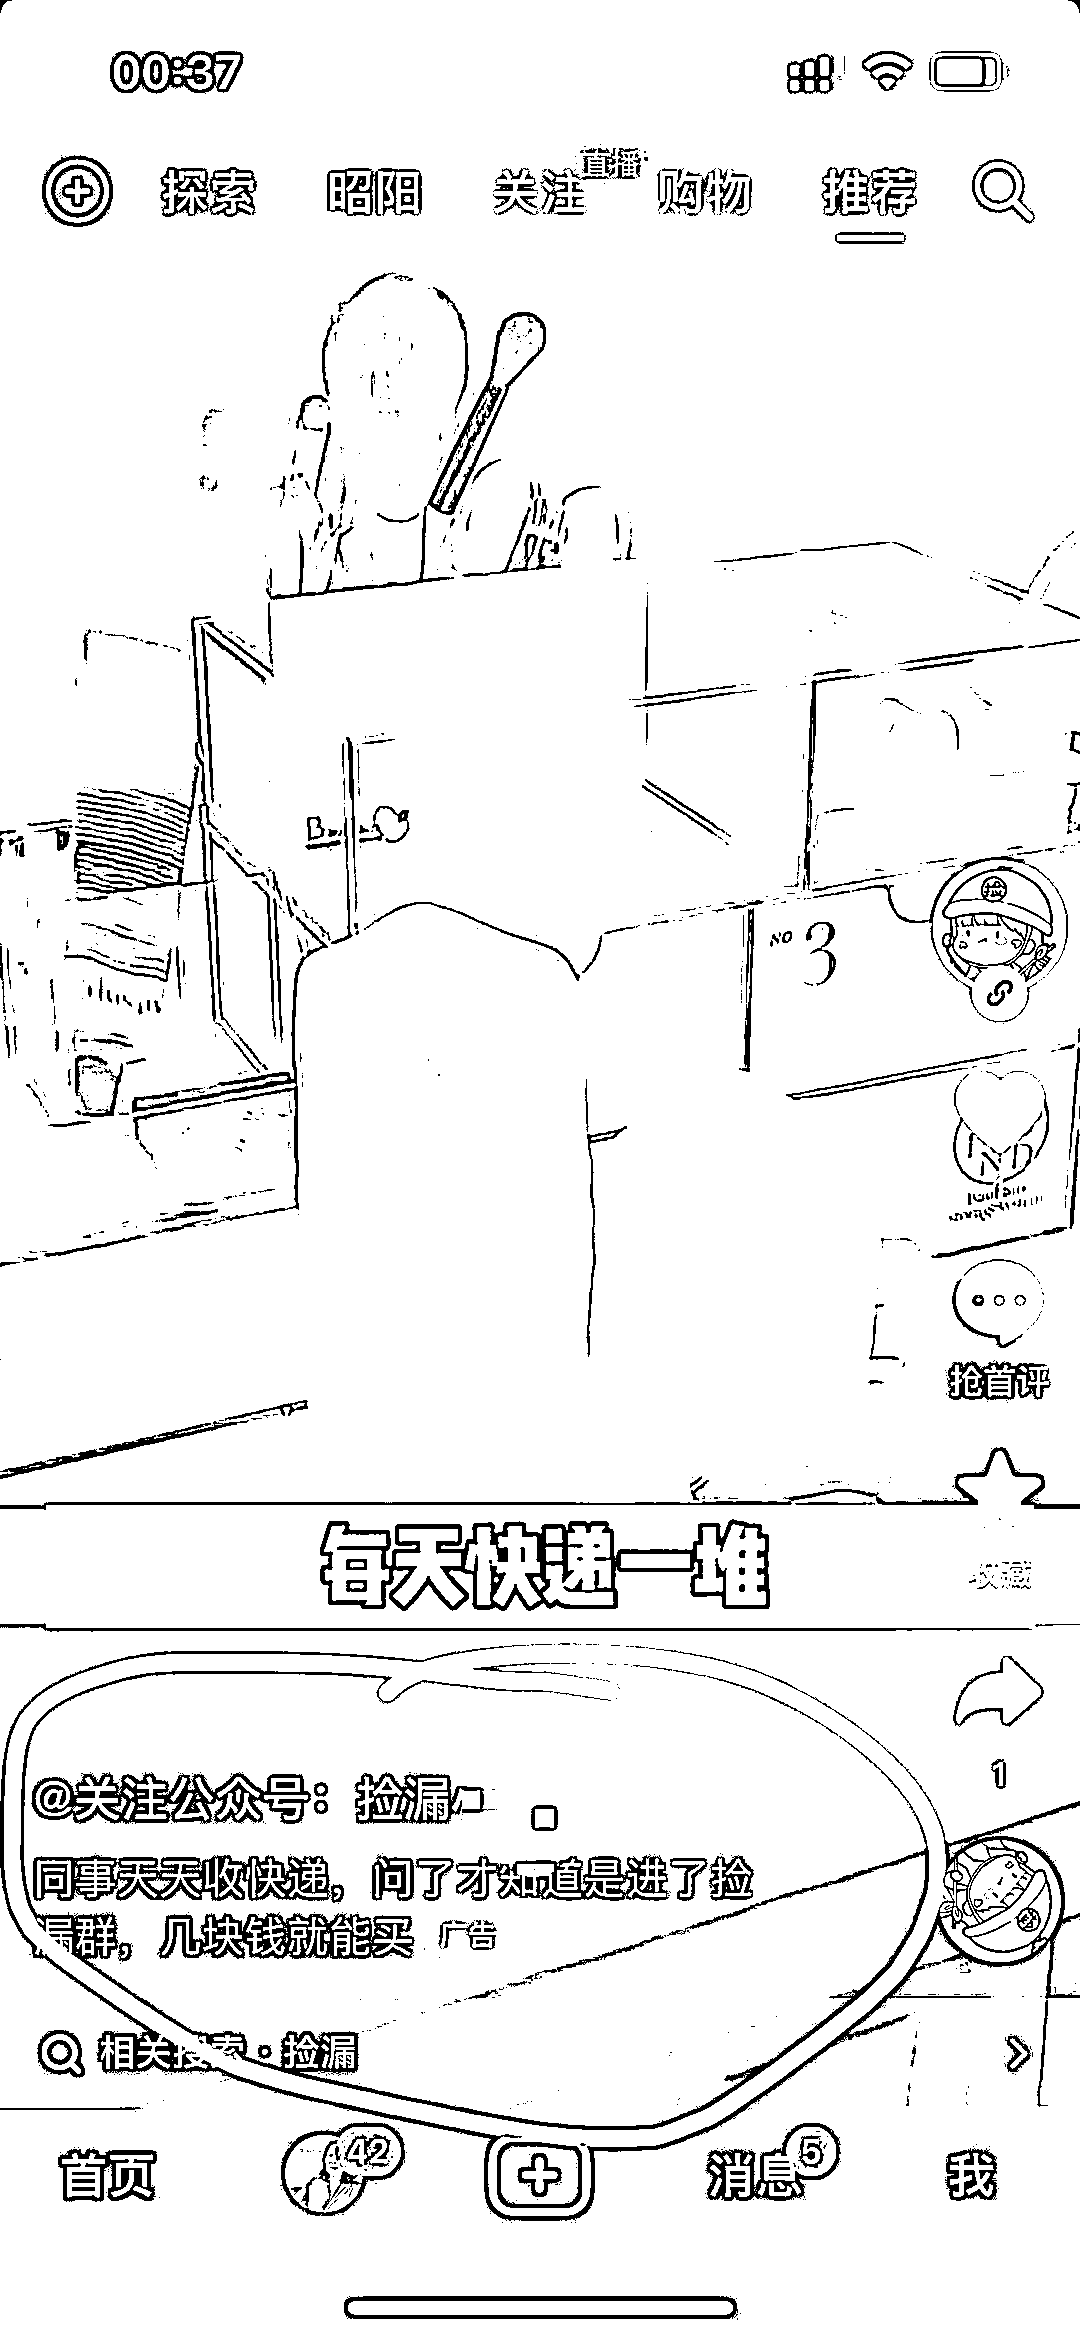 00:37
探索 昭阳 关注 直播 购物 推荐
NO 3
抢首评
每天快递一堆
收藏
1
@关注公众号：捡漏
同事天天收快递，问了才知道是进了捡
漏群，几块钱就能买 广告
相关搜索·捡漏
首页 42 消息 5 我